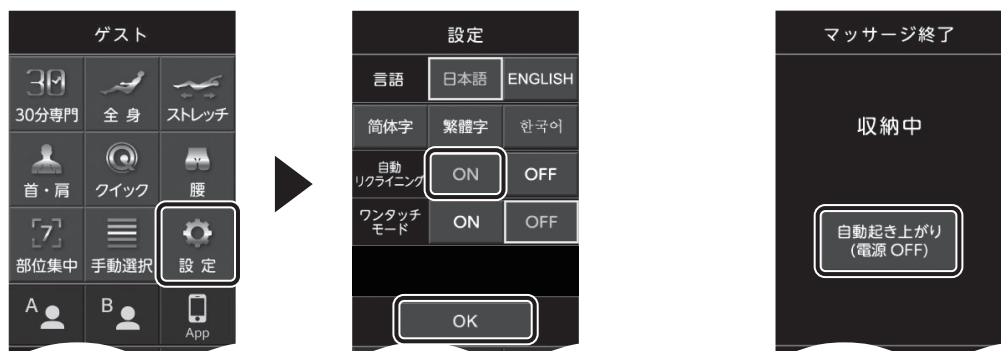 ゲスト
30
30分専門
全 身
ストレッチ
首・肩
クイック
腰
7
部位集中
手動選択
設 定
A
B
App
設定
言語
日本語
ENGLISH
简体字
繁體字
한국어
自動
リクライニング
ON
OFF
ワンタッチ
モード
ON
OFF
OK
マッサージ終了
収納中
自動起き上がり
(電源 OFF)